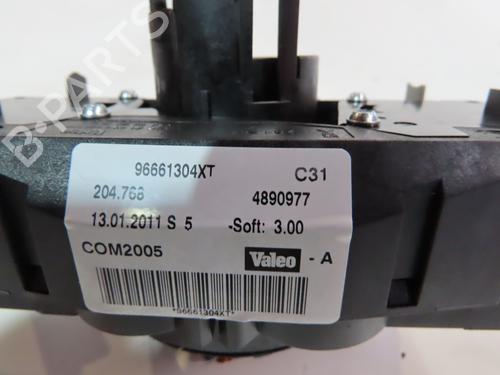 96661304XT C31
204.768 4890977
13.01.2011 S 5 -Soft: 3.00
COM2005 Valeo - A
*96661304XT*
B-PARTS